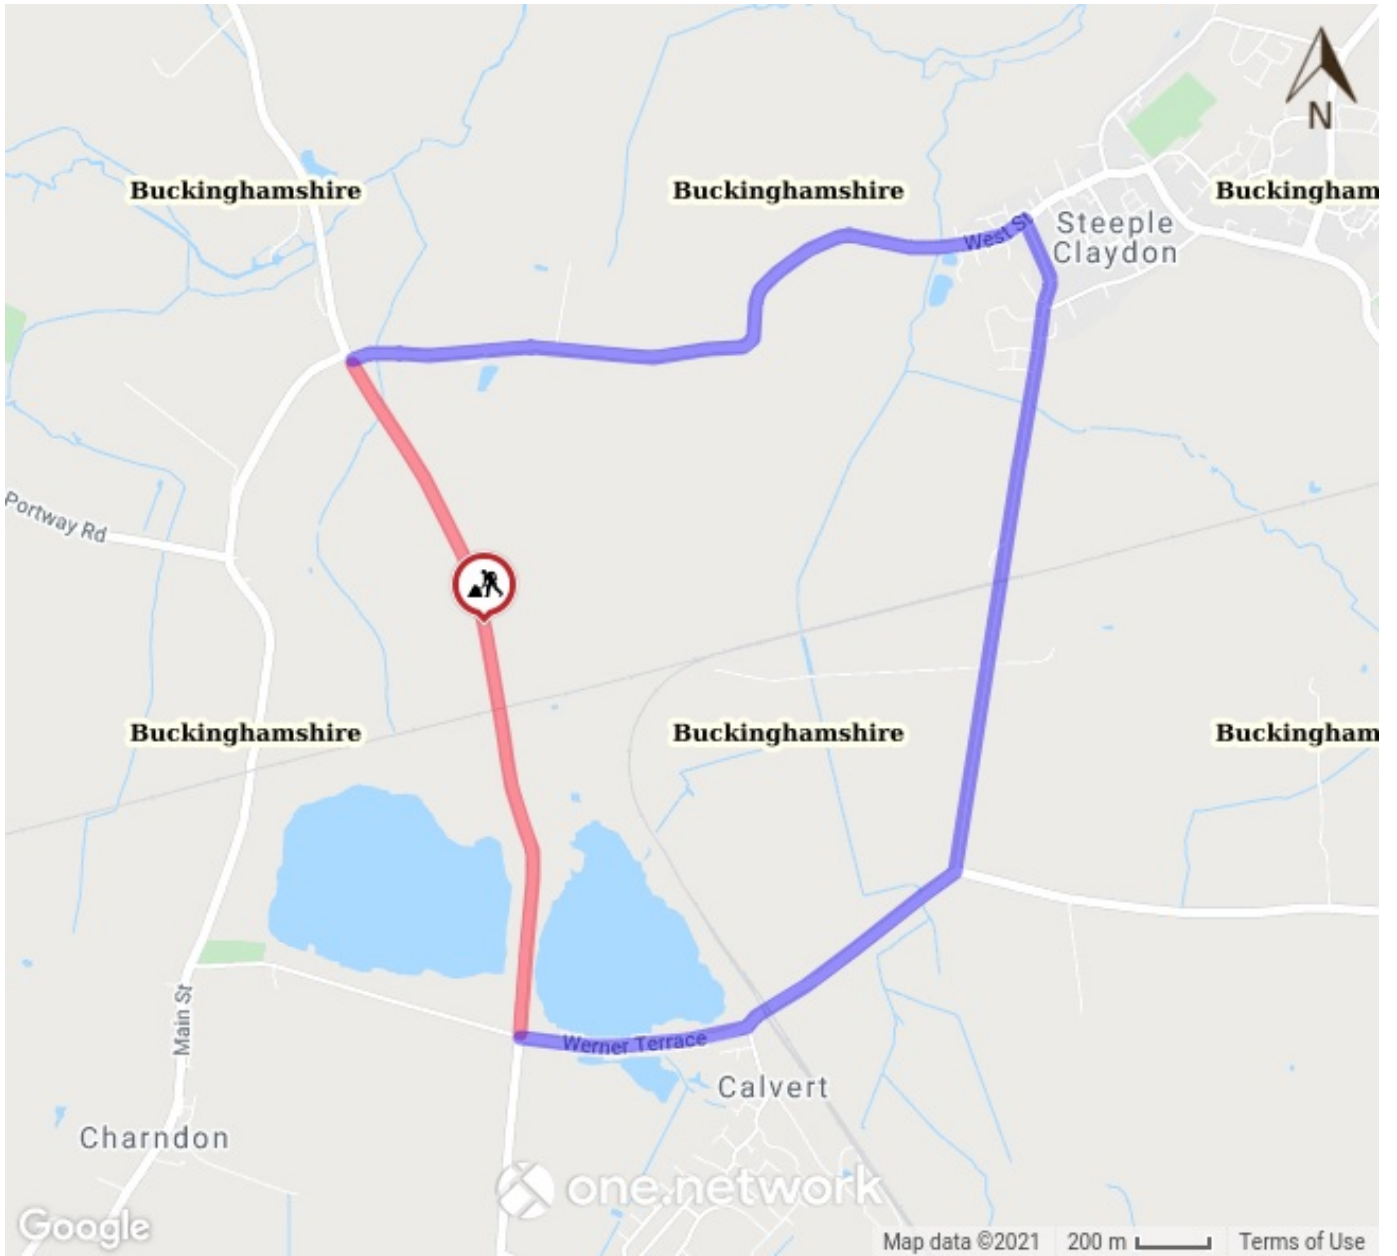 N
Buckinghamshire
Buckinghamshire
Buckingham
West St
Steeple
Claydon
Portway Rd
Buckinghamshire
Buckinghamshire
Buckingham
Main St
Werner Terrace
Calvert
Charndon
one.network
Google
Map data ©2021
200 m
Terms of Use